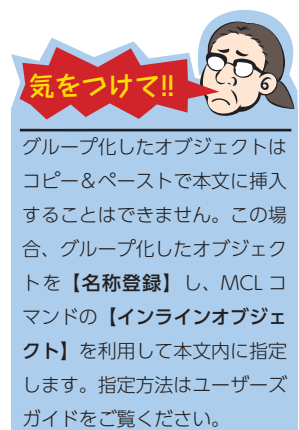 気をつけて!!
グループ化したオブジェクトは
コピー&ペーストで本文に挿入
することはできません。この場
合、グループ化したオブジェク
トを【名称登録】し、MCL コ
マンドの【インラインオブジェ
クト】を利用して本文内に指定
します。指定方法はユーザーズ
ガイドをご覧ください。